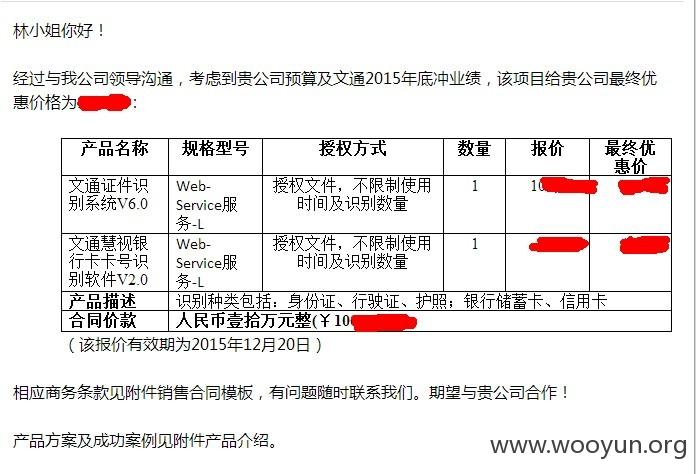 林小姐你好！
经过与我公司领导沟通，考虑到贵公司预算及文通2015年底冲业绩，该项目给贵公司最终优
惠价格为
：
产品名称 规格型号 授权方式 数量 报价 最终优
惠价
文通证件识
别系统V6.0
Web-
Service服
务-L
授权文件，不限制使用
时间及识别数量
1
10
文通慧视银
行卡卡号识
别软件V2.0
Web-
Service服
务-L
授权文件，不限制使用
时间及识别数量
1
产品描述 识别种类包括：身份证、行驶证、护照；银行储蓄卡、信用卡
合同价款 人民币壹拾万元整(￥10
（该报价有效期为2015年12月20日）
相应商务条款见附件销售合同模板，有问题随时联系我们。期望与贵公司合作！
产品方案及成功案例见附件产品介绍。
www.wooyun.org